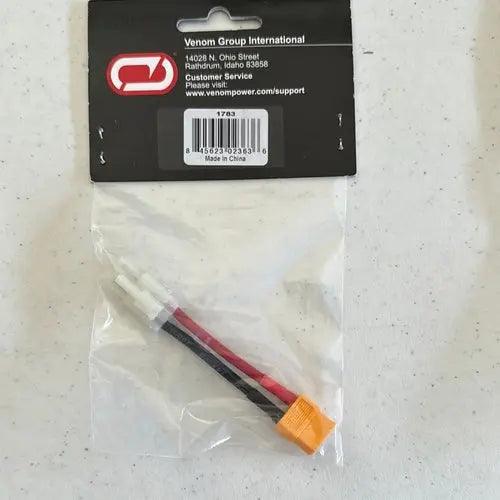 Venom Group International
14028 N. Ohio Street
Rathdrum, Idaho 83858
Customer Service
Please visit:
www.venompower.com/support
1783
8 45623 02363 6
Made in China